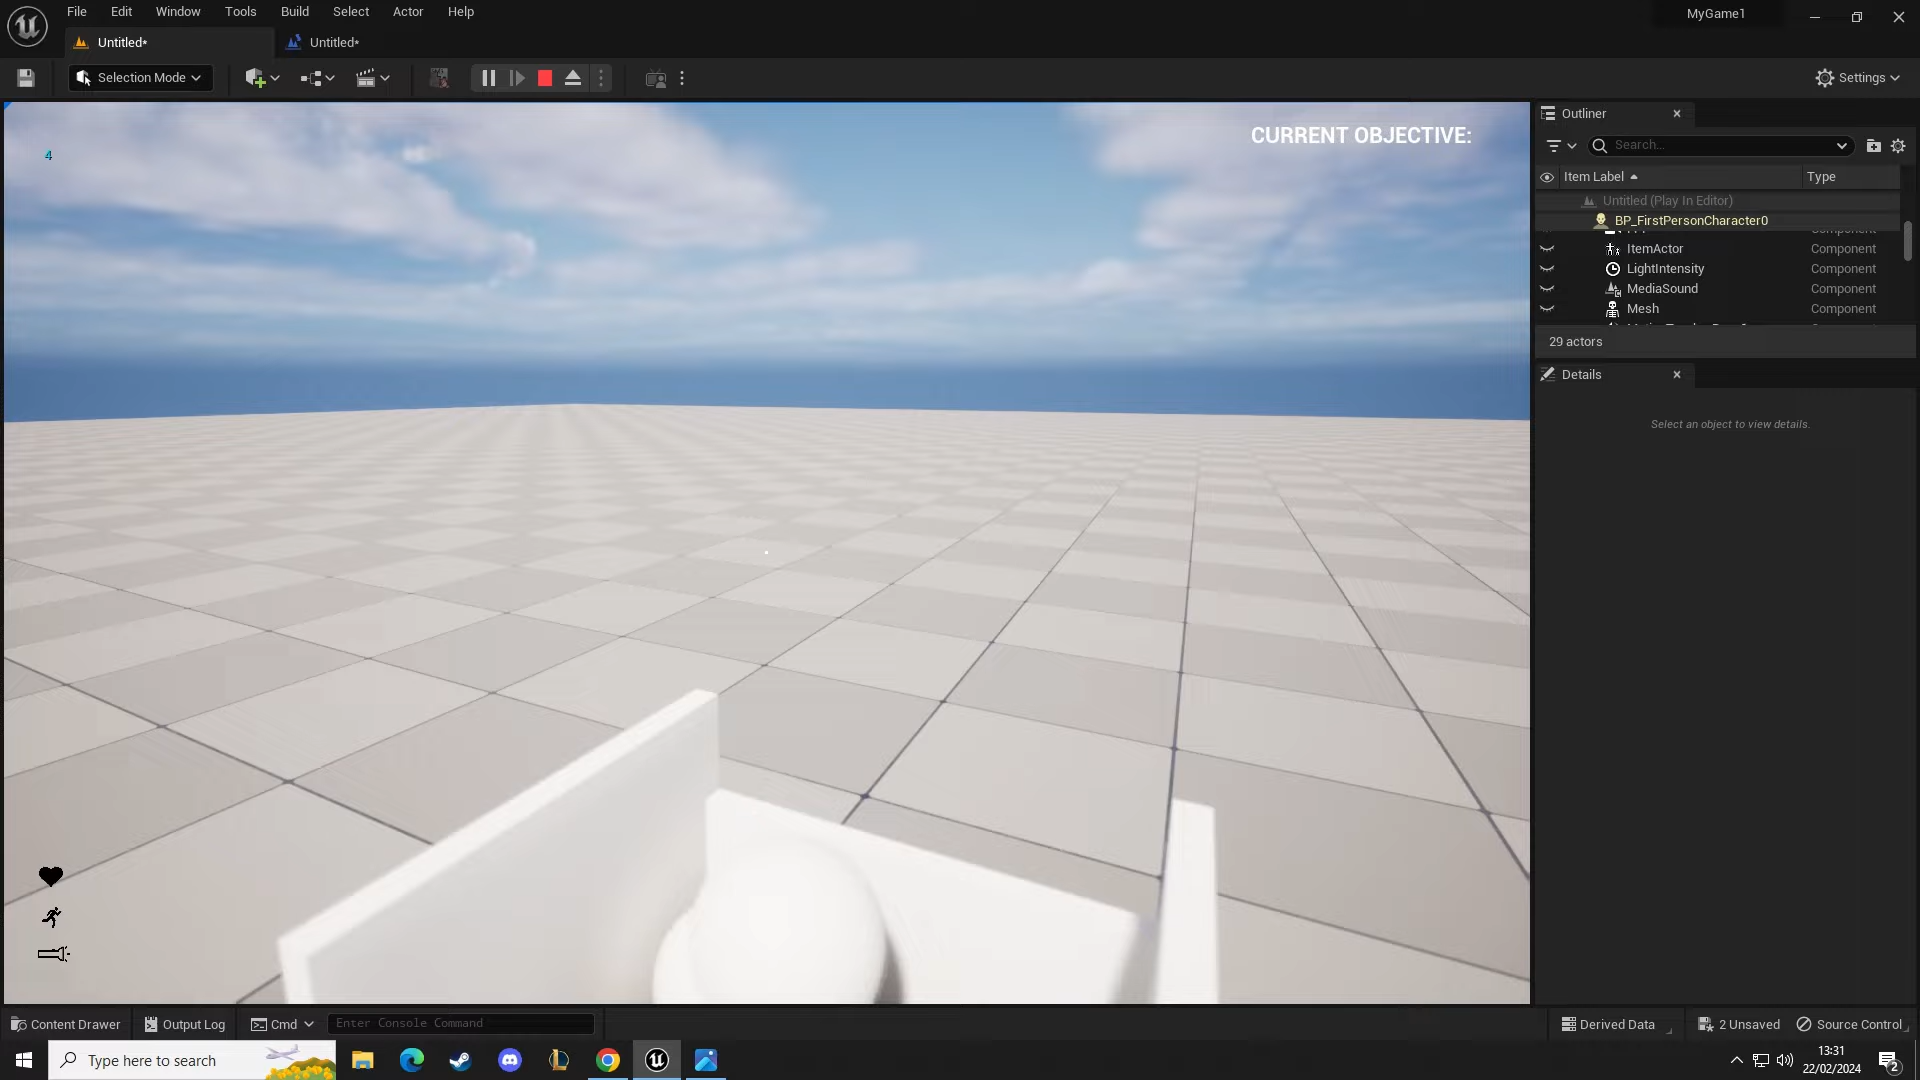 File Edit Window Tools Build Select Actor Help
MyGame1
Untitled*
Untitled*
Selection Mode
Settings
4
CURRENT OBJECTIVE:
Outliner
Search...
Item Label
Type
Untitled (Play In Editor)
BP_FirstPersonCharacter0
ItemActor Component
LightIntensity Component
MediaSound Component
Mesh Component
29 actors
Details
Select an object to view details.
Content Drawer
Output Log
Cmd
Enter Console Command
Derived Data
2 Unsaved
Source Control
Type here to search
13:31
22/02/2024
2